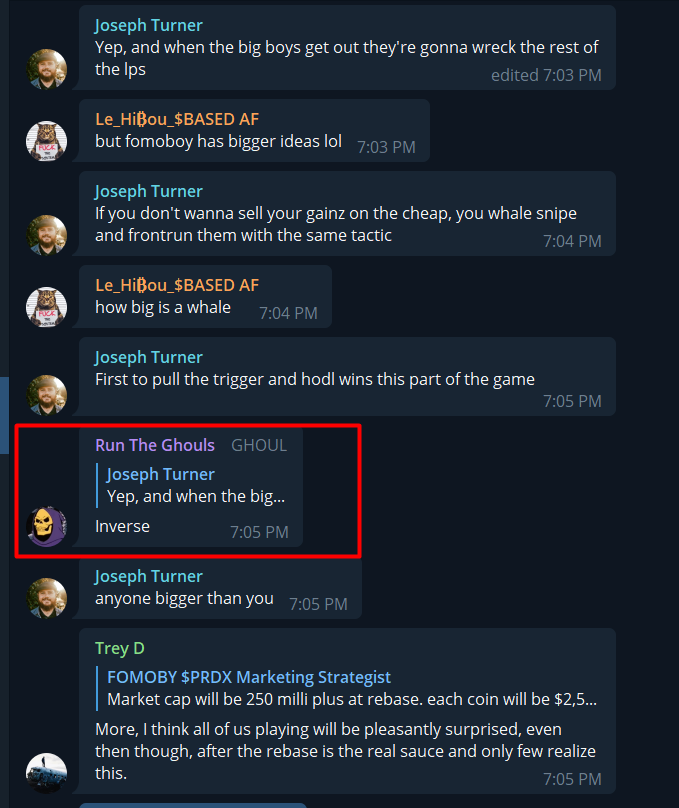 Joseph Turner
Yep, and when the big boys get out they're gonna wreck the rest of
the lps
edited 7:03 PM
Le_Hi₿ou_$BASED AF
but fomoboy has bigger ideas lol
7:03 PM
Joseph Turner
If you don't wanna sell your gainz on the cheap, you whale snipe
and frontrun them with the same tactic
7:04 PM
Le_Hi₿ou_$BASED AF
how big is a whale
7:04 PM
Joseph Turner
First to pull the trigger and hodl wins this part of the game
7:05 PM
Run The Ghouls GHOUL
Joseph Turner
Yep, and when the big...
Inverse
7:05 PM
Joseph Turner
anyone bigger than you
7:05 PM
Trey D
FOMOBY $PRDX Marketing Strategist
Market cap will be 250 milli plus at rebase. each coin will be $2,5...
More, I think all of us playing will be pleasantly surprised, even
then though, after the rebase is the real sauce and only few realize
this.
7:05 PM